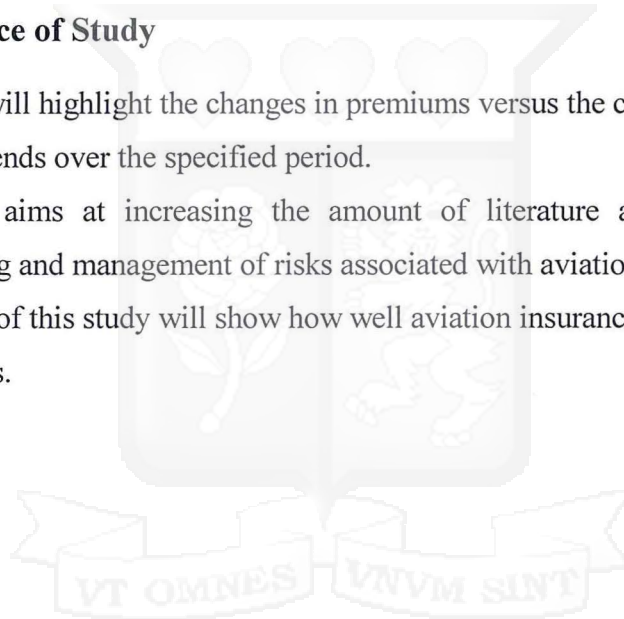 ce of Study
will highlight the changes in premiums versus the c
ends over the specified period.
aims at increasing the amount of literature a
g and management of risks associated with aviatio
of this study will show how well aviation insuranc
s.
VT OMNES VNVM SINT